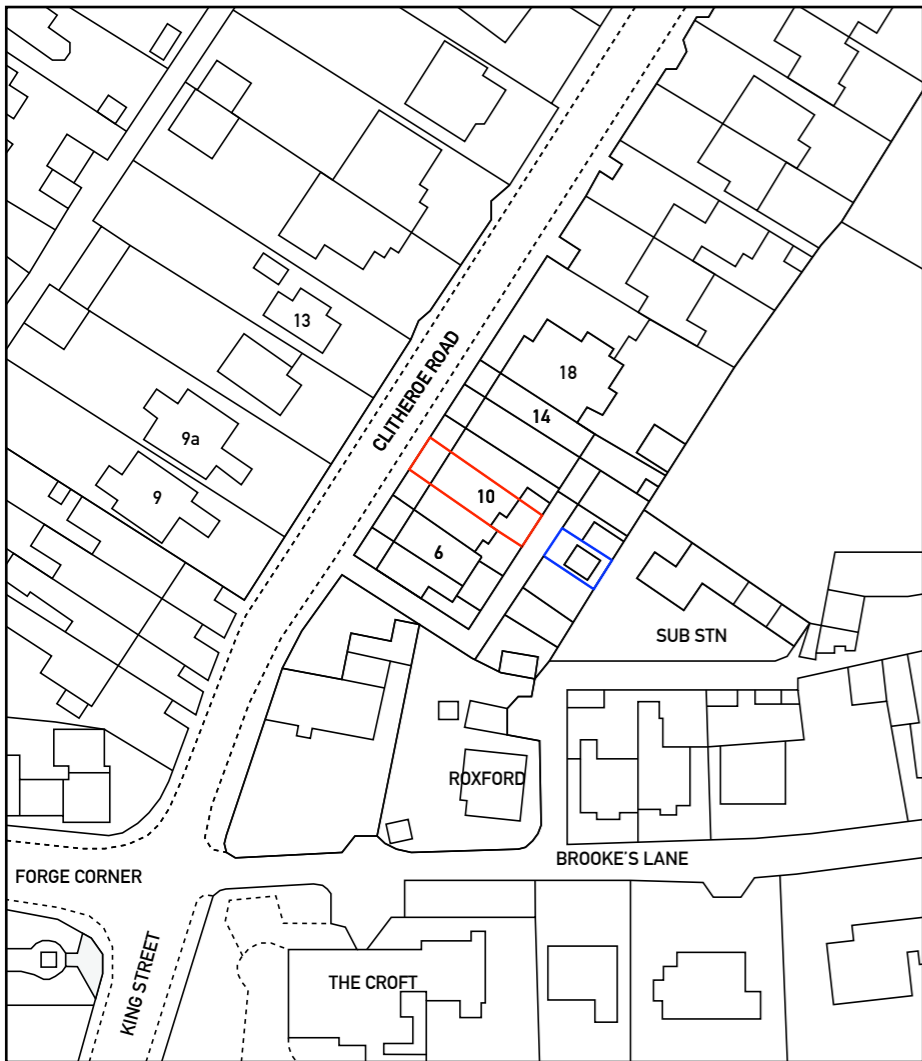 13
CLITHEROE ROAD
18
14
9a
10
9
6
SUB STN
ROXFORD
BROOKE'S LANE
FORGE CORNER
KING STREET
THE CROFT